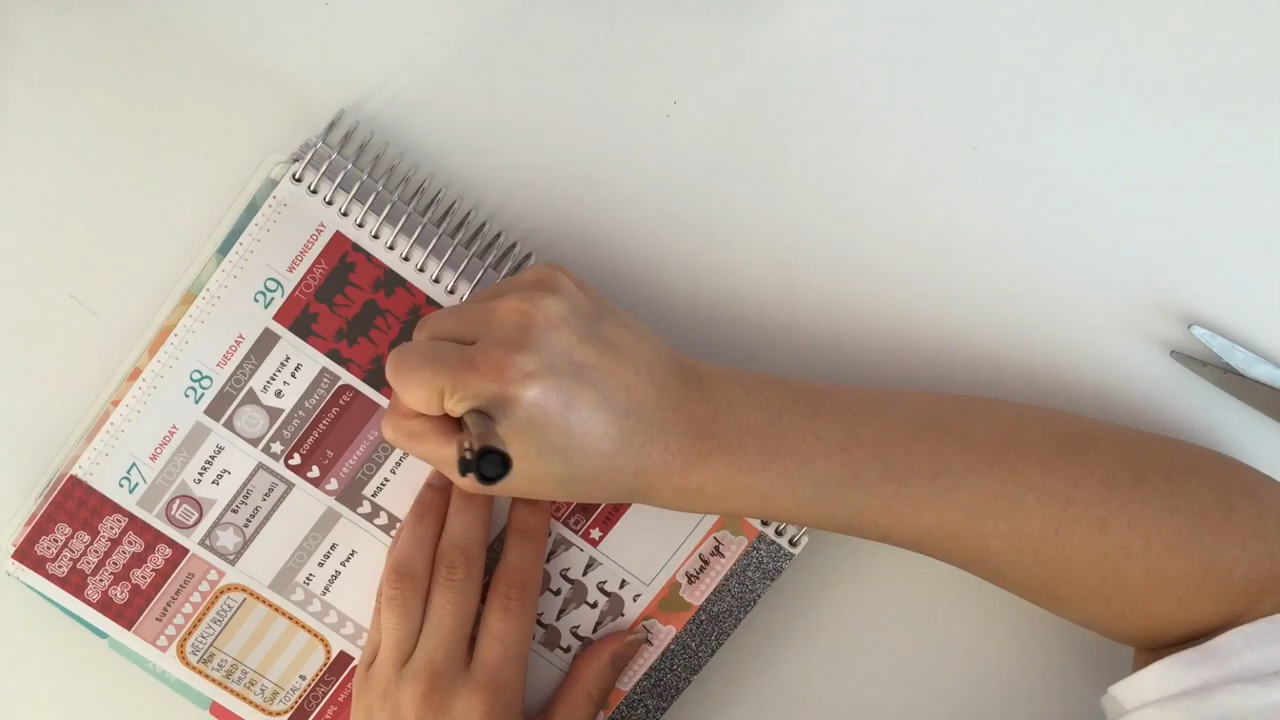 the
true
north
strong
& free
supplements
WEEKLY BUDGET
MON
TUES
WED
THUR
FRI
SAT
SUN
TOTAL:
GOALS
27 MONDAY
TODAY
GARBAGE
DAY
Bryan:
beach vball
TO DO
set alarm
upload PWM
28 TUESDAY
TODAY
interview
@ 1 pm
don't forget!
completion rec.
id
references
TO DO
make plans
29 WEDNESDAY
TODAY
drink up!
MAY